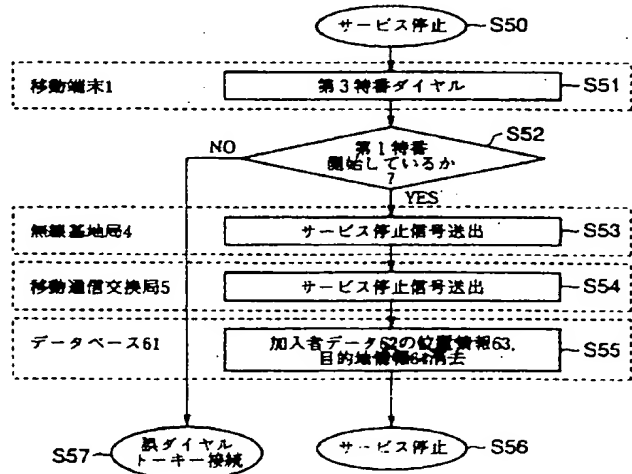 サービス停止 S50
移動端末1 第3特番ダイヤル S51
S52
第1特番
NO 開始しているか
?
YES
無線基地局4 サービス停止信号送出 S53
移動通信交換局5 サービス停止信号送出 S54
データベース61 加入者データ62の位置情報63,
目的地情報64消去 S55
S57 誤ダイヤル
トーキー接続
サービス停止 S56